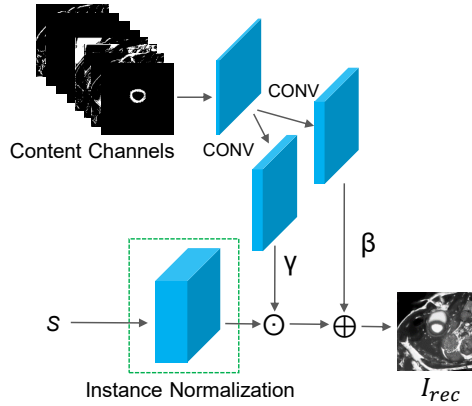 CONV
Content Channels
CONV
γ
β
S
Instance Normalization
I_rec